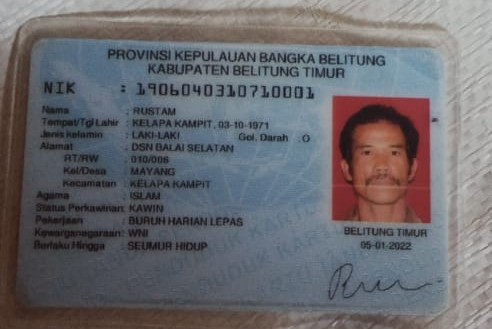 PROVINSI KEPULAUAN BANGKA BELITUNG
KABUPATEN BELITUNG TIMUR
NIK : 1906040310710001
Nama : RUSTAM
Tempat/Tgl Lahir : KELAPA KAMPIT, 03-10-1971
Jenis kelamin : LAKI-LAKI Gol. Darah :O
Alamat : DSN BALAI SELATAN
RT/RW : 010/006
Kel/Desa : MAYANG
Kecamatan : KELAPA KAMPIT
Agama : ISLAM
Status Perkawinan: KAWIN
Pekerjaan : BURUH HARIAN LEPAS
Kewarganegaraan: WNI
Berlaku Hingga : SEUMUR HIDUP
BELITUNG TIMUR
05-01-2022